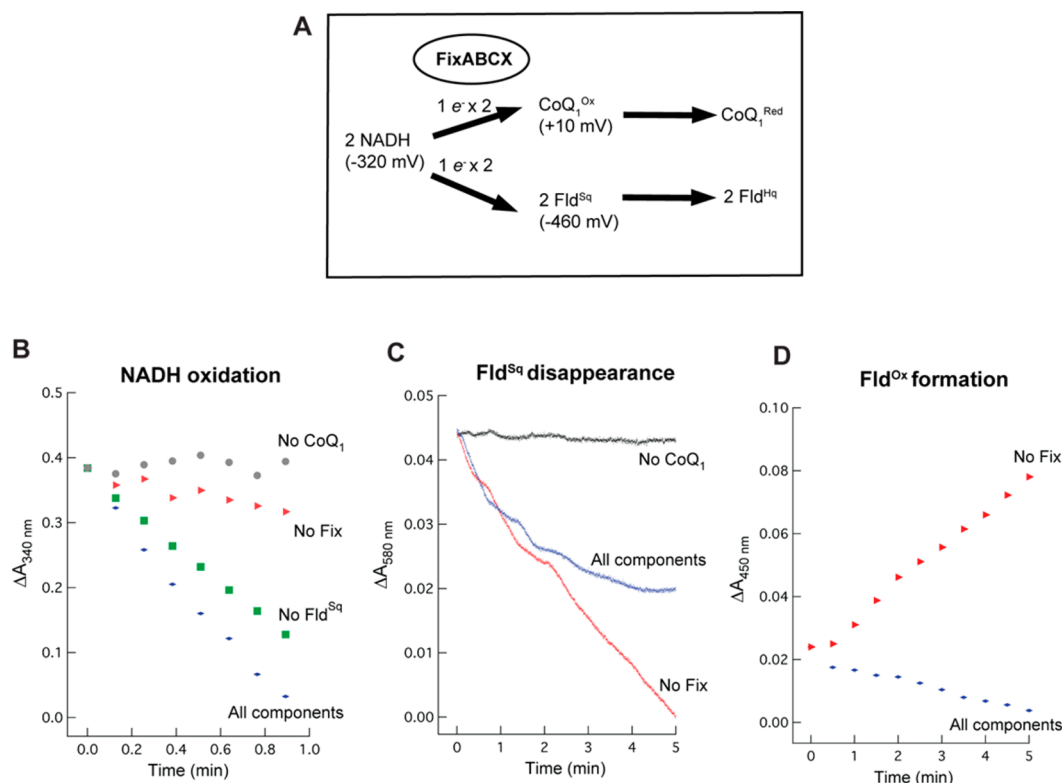 A
FixABCX
1 e- x 2
CoQ1Ox
(+10 mV)
CoQ1Red
2 NADH
(-320 mV)
1 e- x 2
2 FldSq
(-460 mV)
2 FldHq
B
NADH oxidation
0.5
0.4
0.3
0.2
0.1
0.0
ΔA340 nm
No CoQ1
No Fix
No FldSq
All components
0.0 0.2 0.4 0.6 0.8 1.0
Time (min)
C
FldSq disappearance
0.05
0.04
0.03
0.02
0.01
0.00
ΔA580 nm
No CoQ1
All components
No Fix
0 1 2 3 4 5
Time (min)
D
FldOx formation
0.10
0.08
0.06
0.04
0.02
0.00
ΔA450 nm
No Fix
All components
0 1 2 3 4 5
Time (min)